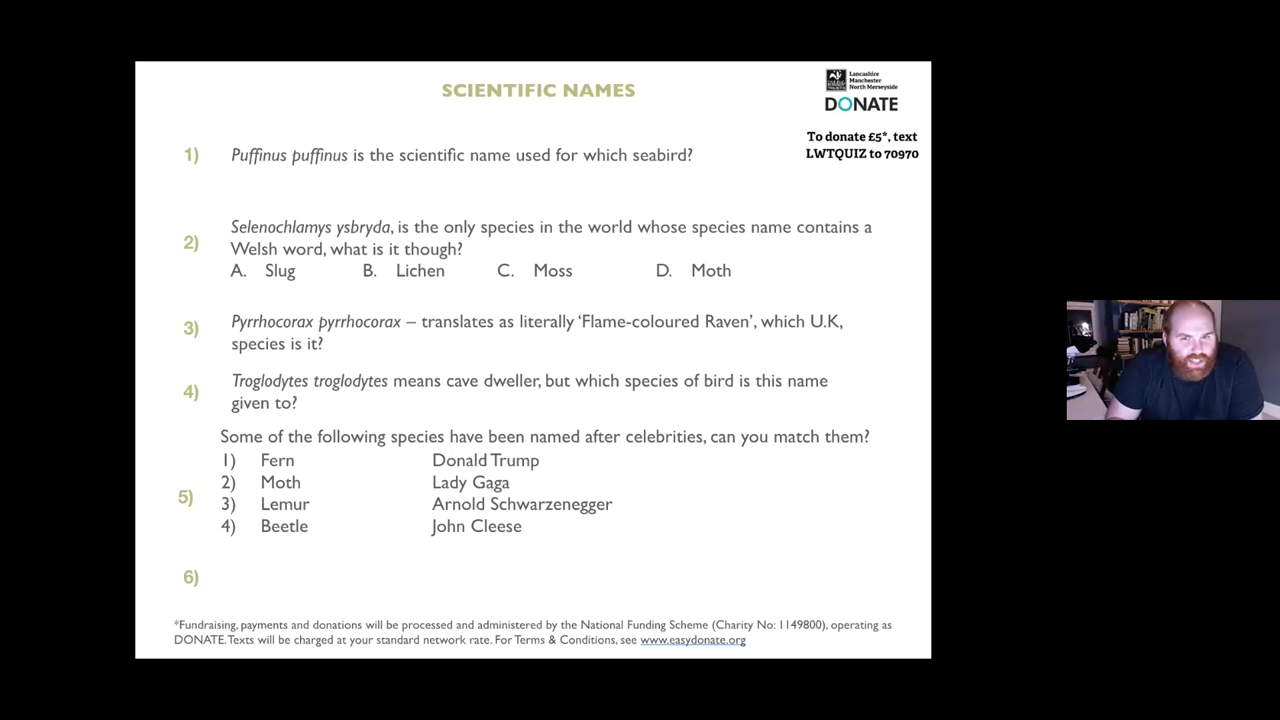 SCIENTIFIC NAMES
Lancashire
Manchester
North Merseyside
DONATE
To donate £5*, text
LWTQUIZ to 70970
1) Puffinus puffinus is the scientific name used for which seabird?
2) Selenochlamys ysbryda, is the only species in the world whose species name contains a
Welsh word, what is it though?
A. Slug B. Lichen C. Moss D. Moth
3) Pyrrhocorax pyrrhocorax – translates as literally ‘Flame-coloured Raven’, which U.K,
species is it?
4) Troglodytes troglodytes means cave dweller, but which species of bird is this name
given to?
5) Some of the following species have been named after celebrities, can you match them?
1) Fern Donald Trump
2) Moth Lady Gaga
3) Lemur Arnold Schwarzenegger
4) Beetle John Cleese
6)
*Fundraising, payments and donations will be processed and administered by the National Funding Scheme (Charity No: 1149800), operating as
DONATE. Texts will be charged at your standard network rate. For Terms & Conditions, see www.easydonate.org